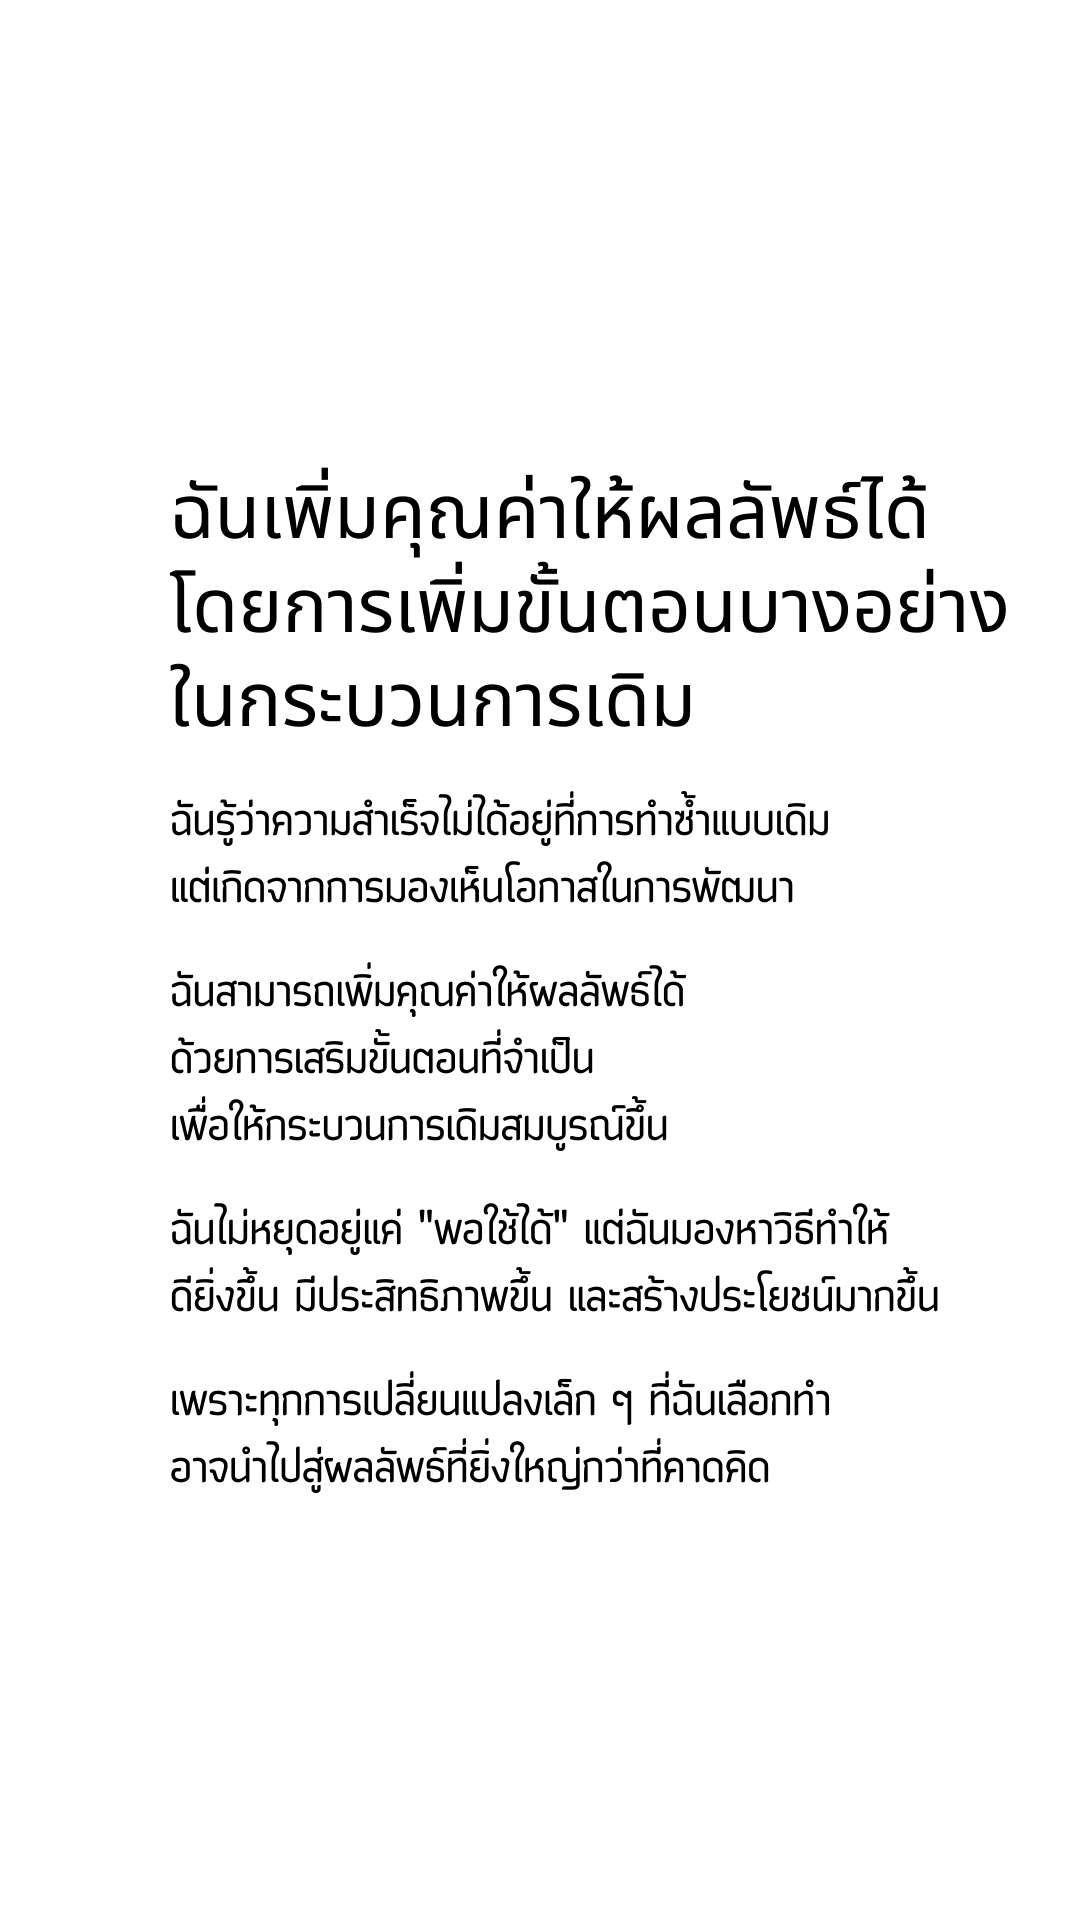 ฉันเพิ่มคุณค่าให้ผลลัพธ์ได้
โดยการเพิ่มขั้นตอนบางอย่าง
ในกระบวนการเดิม
ฉันรู้ว่าความสำเร็จไม่ได้อยู่ที่การทำซ้ำแบบเดิม
แต่เกิดจากการมองเห็นโอกาสในการพัฒนา
ฉันสามารถเพิ่มคุณค่าให้ผลลัพธ์ได้
ด้วยการเสริมขั้นตอนที่จำเป็น
เพื่อให้กระบวนการเดิมสมบูรณ์ขึ้น
ฉันไม่หยุดอยู่แค่ "พอใช้ได้" แต่ฉันมองหาวิธีทำให้
ดียิ่งขึ้น มีประสิทธิภาพขึ้น และสร้างประโยชน์มากขึ้น
เพราะทุกการเปลี่ยนแปลงเล็ก ๆ ที่ฉันเลือกทำ
อาจนำไปสู่ผลลัพธ์ที่ยิ่งใหญ่กว่าที่คาดคิด